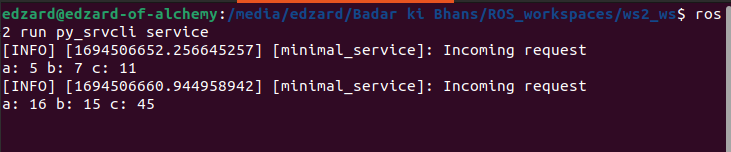 edzard@edzard-of-alchemy:/media/edzard/Badar ki Bhans/ROS_workspaces/ws2_ws$ ros
2 run py_srvcli service
[INFO] [1694506652.256645257] [minimal_service]: Incoming request
a: 5 b: 7 c: 11
[INFO] [1694506660.944958942] [minimal_service]: Incoming request
a: 16 b: 15 c: 45